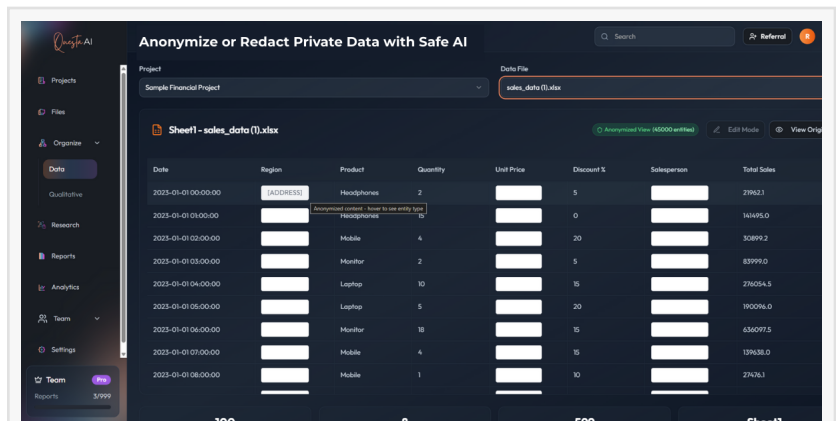 Questa AI
Anonymize or Redact Private Data with Safe AI
Search
Referral
R
Projects
Files
Organize
Data
Qualitative
Research
Reports
Analytics
Team
Settings
Team Pro
Reports 3/999
Project
Data File
Sample Financial Project
sales_data (1).xlsx
Sheet1 - sales_data (1).xlsx
Anonymized View (45000 entities)
Edit Mode
View Origi
Date Region Product Quantity Unit Price Discount % Salesperson Total Sales
2023-01-01 00:00:00 [ADDRESS] Headphones 2 5 21962.1
Anonymized content - hover to see entity type
2023-01-01 01:00:00 Headphones 15 0 141495.0
2023-01-01 02:00:00 Mobile 4 20 30899.2
2023-01-01 03:00:00 Monitor 2 5 83999.0
2023-01-01 04:00:00 Laptop 10 15 276054.5
2023-01-01 05:00:00 Laptop 5 20 190096.0
2023-01-01 06:00:00 Monitor 18 15 636097.5
2023-01-01 07:00:00 Mobile 4 15 139638.0
2023-01-01 08:00:00 Mobile 1 10 27476.1